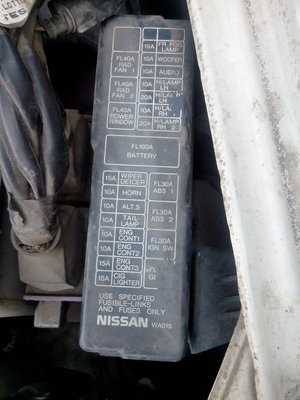 15A FR FOG LAMP
FL40A RAD FAN 1
10A WOOFER
10A AUDIO
FL40A RAD FAN 2
10A H/LAMP LH
20A H/LAMP LH
FL40A POWER WINDOW
10A H/LAMP RH 1
20A H/LAMP RH 2
FL100A
BATTERY
15A WIPER DEICER
FL30A ABS 1
10A HORN
10A ALT.S
FL30A ABS 2
10A TAIL LAMP
10A ENG CONT1
FL30A IGN SW
10A ENG CONT2
15A ENG CONT3
FL
15A CIG LIGHTER
USE SPECIFIED
FUSIBLE-LINKS
AND FUSES ONLY
NISSAN WA015